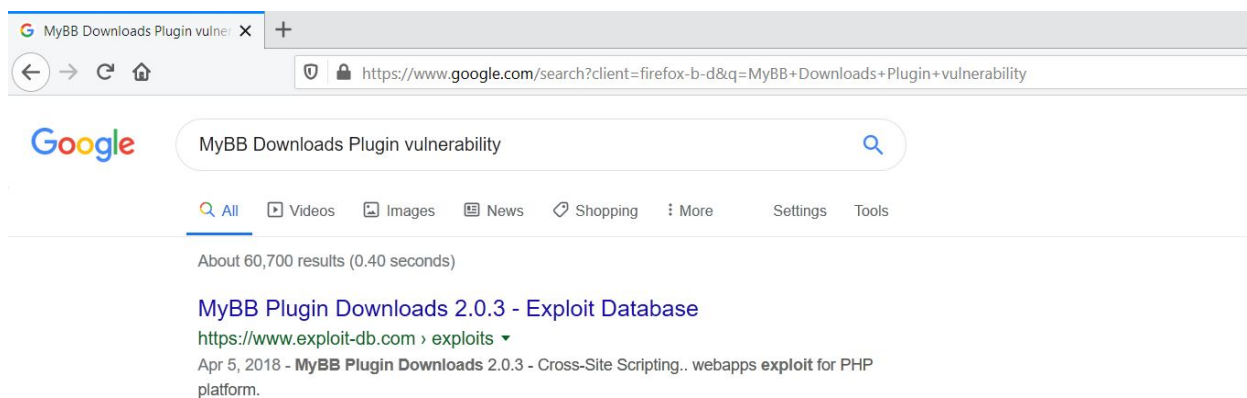 MyBB Downloads Plugin vulner
https://www.google.com/search?client=firefox-b-d&q=MyBB+Downloads+Plugin+vulnerability
Google
MyBB Downloads Plugin vulnerability
All Videos Images News Shopping More Settings Tools
About 60,700 results (0.40 seconds)
MyBB Plugin Downloads 2.0.3 - Exploit Database
https://www.exploit-db.com › exploits
Apr 5, 2018 - MyBB Plugin Downloads 2.0.3 - Cross-Site Scripting.. webapps exploit for PHP
platform.